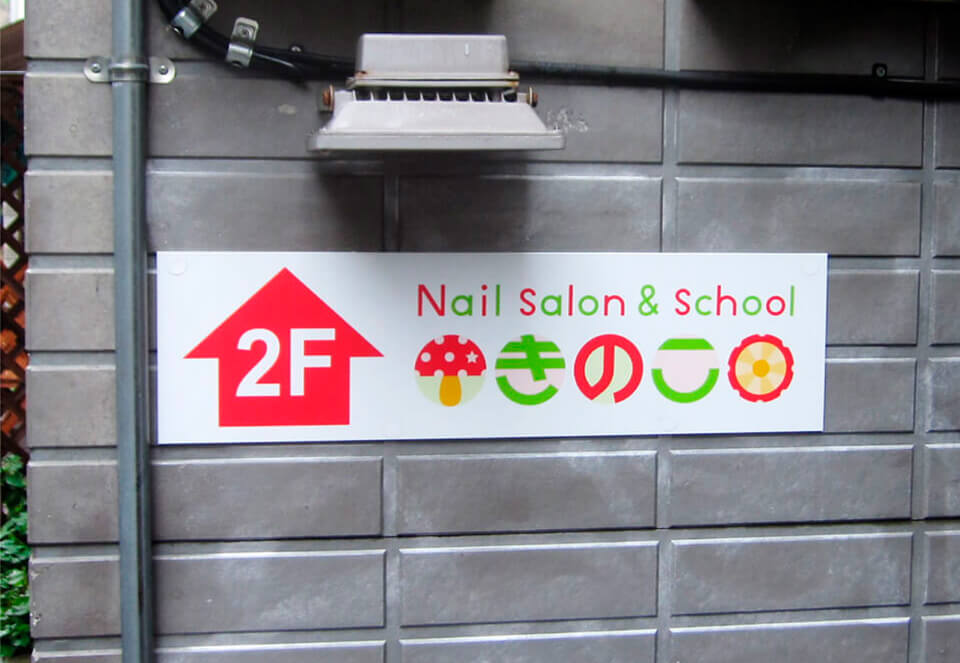 2F
Nail Salon & School
きのこ